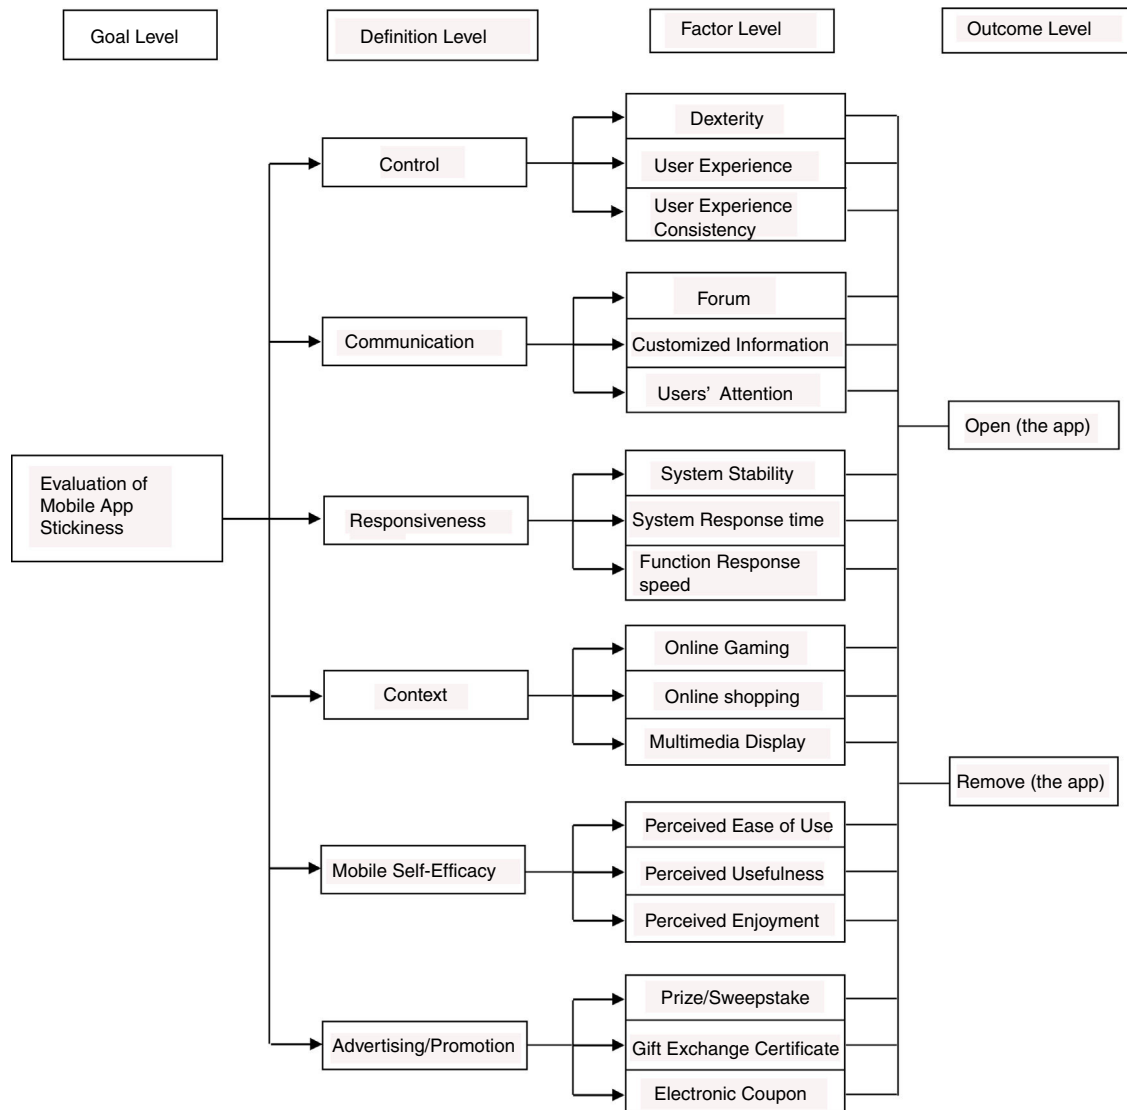 Goal Level
Definition Level
Factor Level
Outcome Level
Evaluation of
Mobile App
Stickiness
Control
Dexterity
User Experience
User Experience
Consistency
Communication
Forum
Customized Information
Users' Attention
Responsiveness
System Stability
System Response time
Function Response
speed
Context
Online Gaming
Online shopping
Multimedia Display
Mobile Self-Efficacy
Perceived Ease of Use
Perceived Usefulness
Perceived Enjoyment
Advertising/Promotion
Prize/Sweepstake
Gift Exchange Certificate
Electronic Coupon
Open (the app)
Remove (the app)